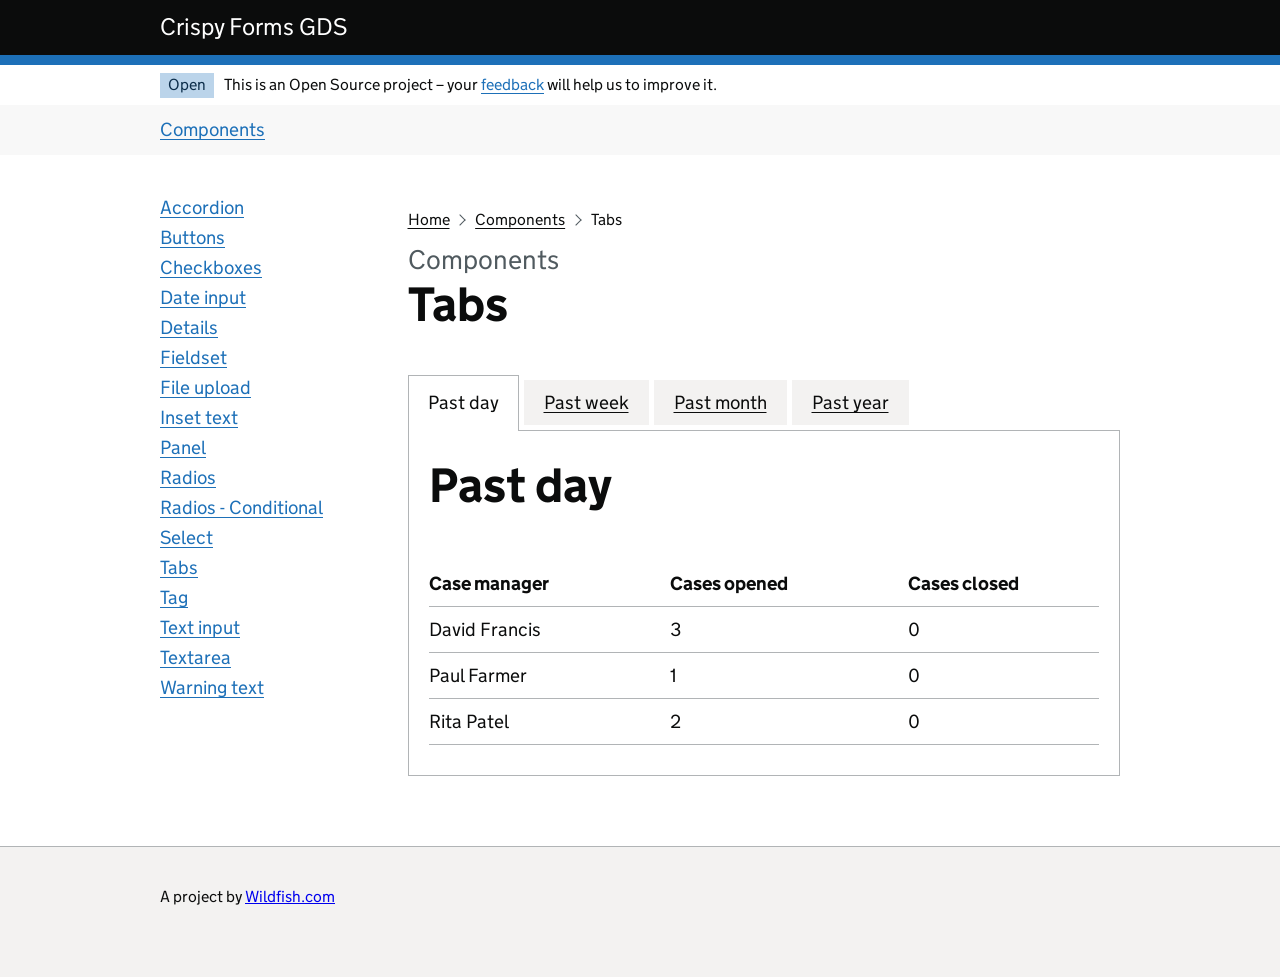 Crispy Forms GDS
Open This is an Open Source project – your feedback will help us to improve it.
Components
Accordion
Buttons
Checkboxes
Date input
Details
Fieldset
File upload
Inset text
Panel
Radios
Radios - Conditional
Select
Tabs
Tag
Text input
Textarea
Warning text
Home Components Tabs
Components
Tabs
Past day Past week Past month Past year
Past day
Case manager Cases opened Cases closed
David Francis 3 0
Paul Farmer 1 0
Rita Patel 2 0
A project by Wildfish.com